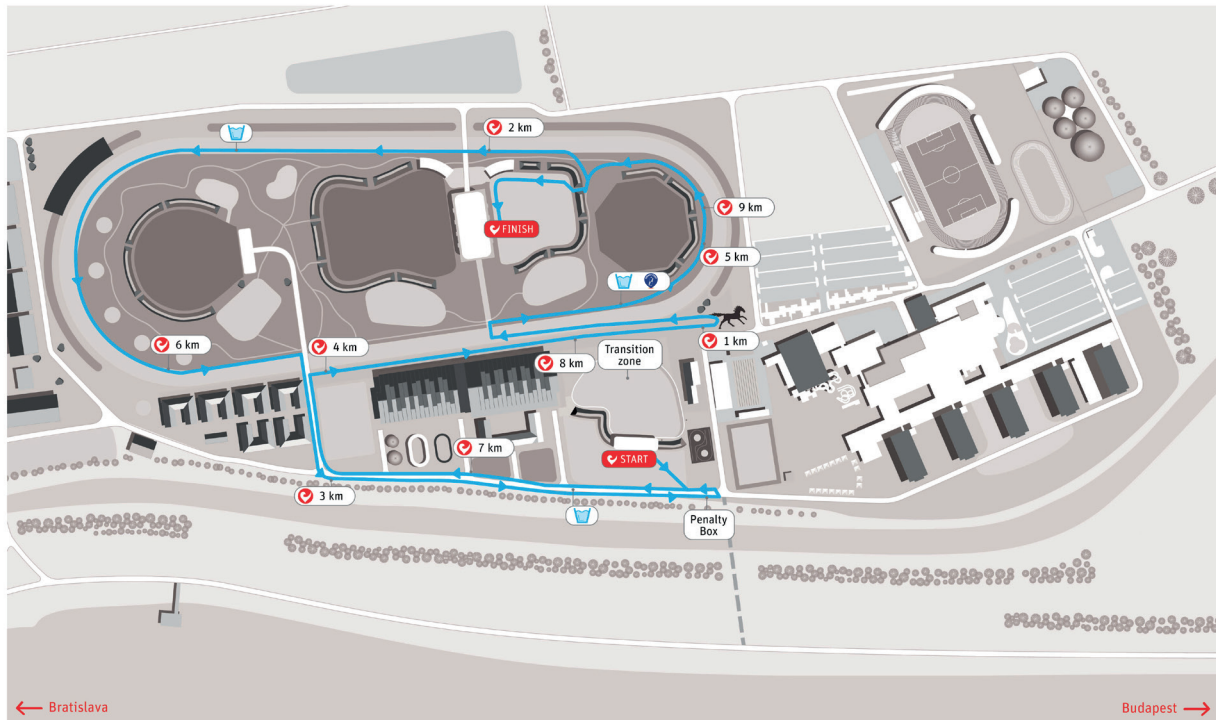 2 km
9 km
FINISH
5 km
1 km
6 km
4 km
8 km
Transition
zone
7 km
START
3 km
Penalty
Box
← Bratislava
Budapest →